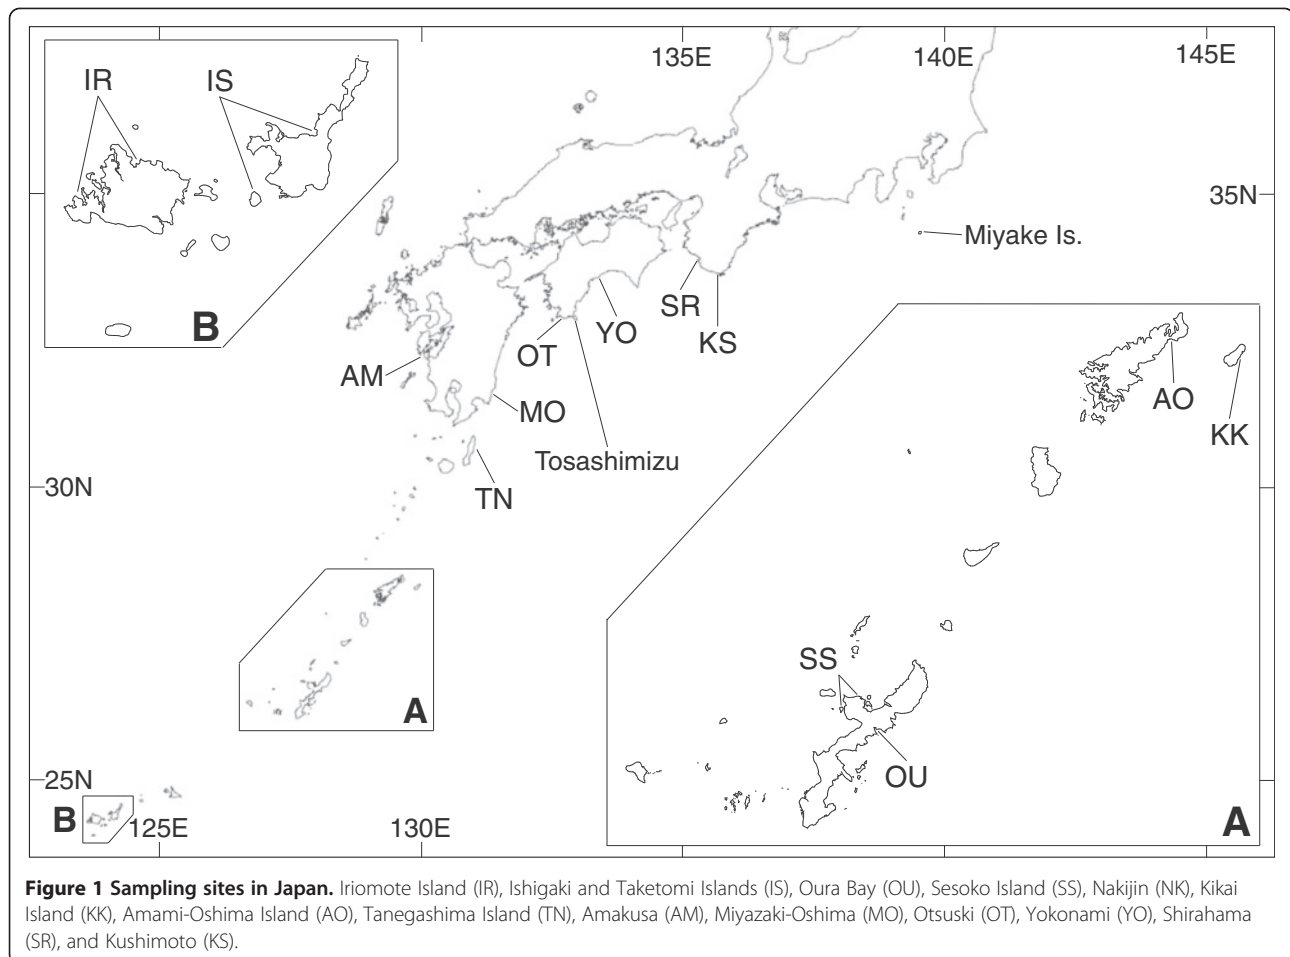 135E
140E
145E
IR
IS
35N
Miyake Is.
B
SR
YO
KS
OT
AM
AO
MO
KK
Tosashimizu
30N
TN
SS
A
OU
25N
B
125E
130E
A
Figure 1 Sampling sites in Japan. Iriomote Island (IR), Ishigaki and Taketomi Islands (IS), Oura Bay (OU), Sesoko Island (SS), Nakijin (NK), Kikai
Island (KK), Amami-Oshima Island (AO), Tanegashima Island (TN), Amakusa (AM), Miyazaki-Oshima (MO), Otsuski (OT), Yokonami (YO), Shirahama
(SR), and Kushimoto (KS).